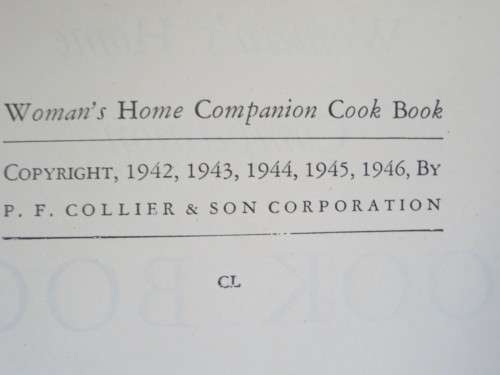 Woman's Home Companion Cook Book
COPYRIGHT, 1942, 1943, 1944, 1945, 1946, BY
P. F. COLLIER & SON CORPORATION
CL